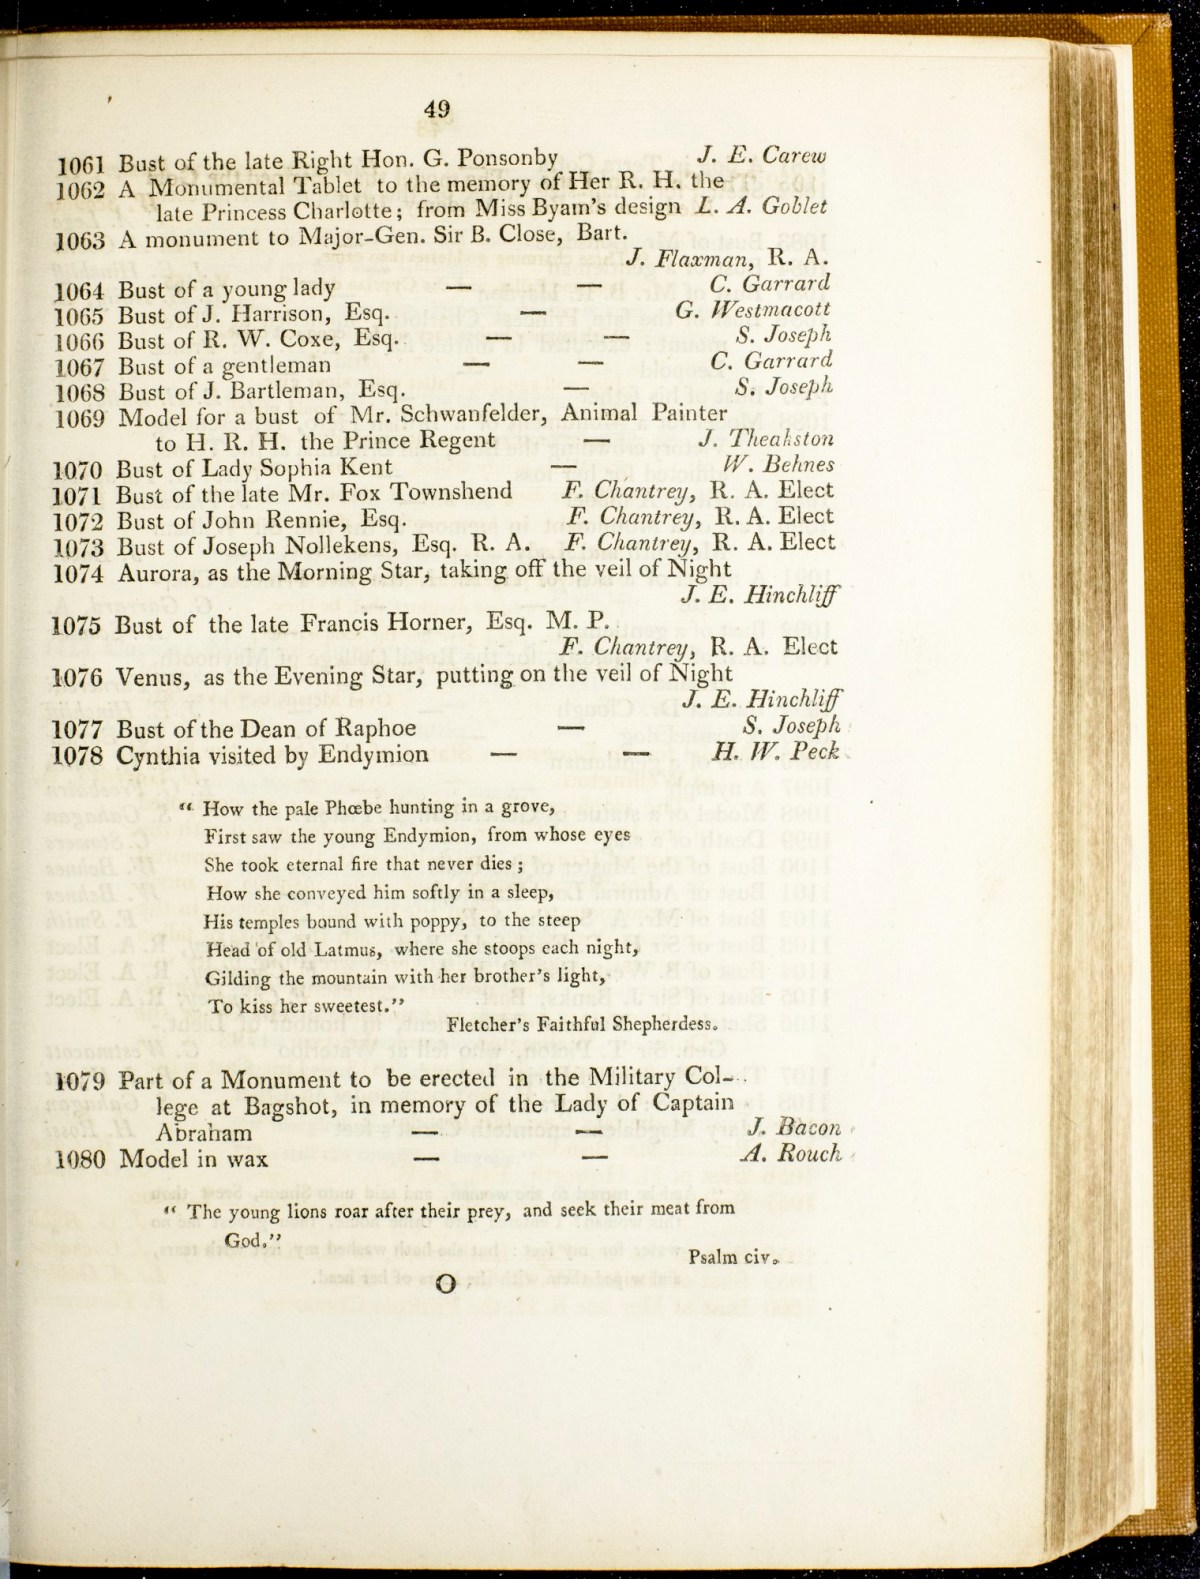 49
1061 Bust of the late Right Hon. G. Ponsonby J. E. Carew
1062 A Monumental Tablet to the memory of Her R. H. the
late Princess Charlotte; from Miss Byam's design L. A. Goblet
1063 A monument to Major-Gen. Sir B. Close, Bart.
J. Flaxman, R. A.
1064 Bust of a young lady — — C. Garrard
1065 Bust of J. Harrison, Esq. — G. Westmacott
1066 Bust of R. W. Coxe, Esq. — — S. Joseph
1067 Bust of a gentleman — — C. Garrard
1068 Bust of J. Bartleman, Esq. — S. Joseph
1069 Model for a bust of Mr. Schwanfelder, Animal Painter
to H. R. H. the Prince Regent — J. Theakston
1070 Bust of Lady Sophia Kent — W. Behnes
1071 Bust of the late Mr. Fox Townshend F. Chantrey, R. A. Elect
1072 Bust of John Rennie, Esq. F. Chantrey, R. A. Elect
1073 Bust of Joseph Nollekens, Esq. R. A. F. Chantrey, R. A. Elect
1074 Aurora, as the Morning Star, taking off the veil of Night
J. E. Hinchliff
1075 Bust of the late Francis Horner, Esq. M. P.
F. Chantrey, R. A. Elect
1076 Venus, as the Evening Star, putting on the veil of Night
J. E. Hinchliff
1077 Bust of the Dean of Raphoe — S. Joseph
1078 Cynthia visited by Endymion — — H. W. Peck
“ How the pale Phœbe hunting in a grove,
First saw the young Endymion, from whose eyes
She took eternal fire that never dies ;
How she conveyed him softly in a sleep,
His temples bound with poppy, to the steep
Head of old Latmus, where she stoops each night,
Gilding the mountain with her brother's light,
To kiss her sweetest.”
Fletcher's Faithful Shepherdess.
1079 Part of a Monument to be erected in the Military Col-
lege at Bagshot, in memory of the Lady of Captain
Abraham — — J. Bacon
1080 Model in wax — — A. Rouch
“ The young lions roar after their prey, and seek their meat from
God.”
Psalm civ.
O